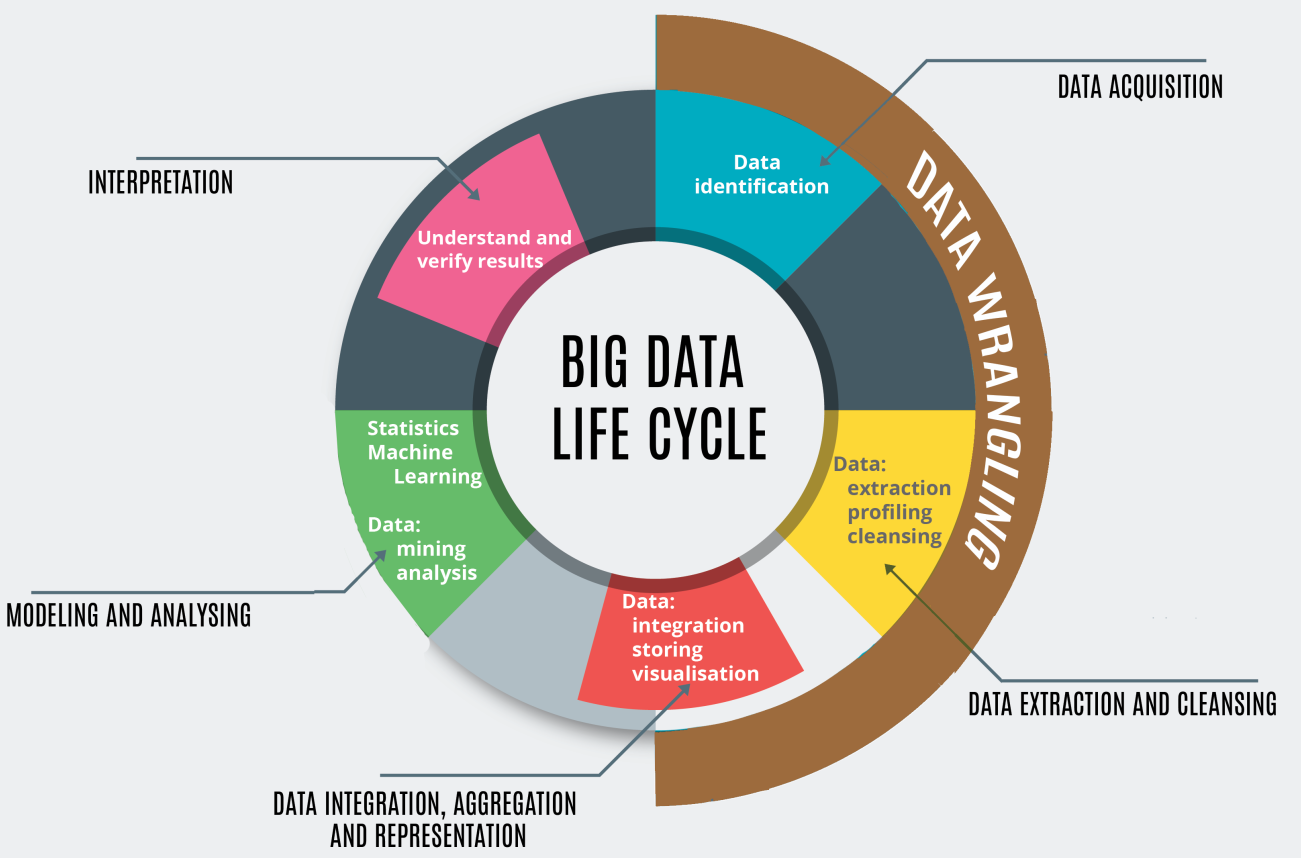 BIG DATA
LIFE CYCLE
DATA ACQUISITION
Data
identification
DATA WRANGLING
Data:
extraction
profiling
cleansing
DATA EXTRACTION AND CLEANSING
Data:
integration
storing
visualisation
DATA INTEGRATION, AGGREGATION
AND REPRESENTATION
Statistics
Machine
Learning
Data:
mining
analysis
MODELING AND ANALYSING
INTERPRETATION
Understand and
verify results